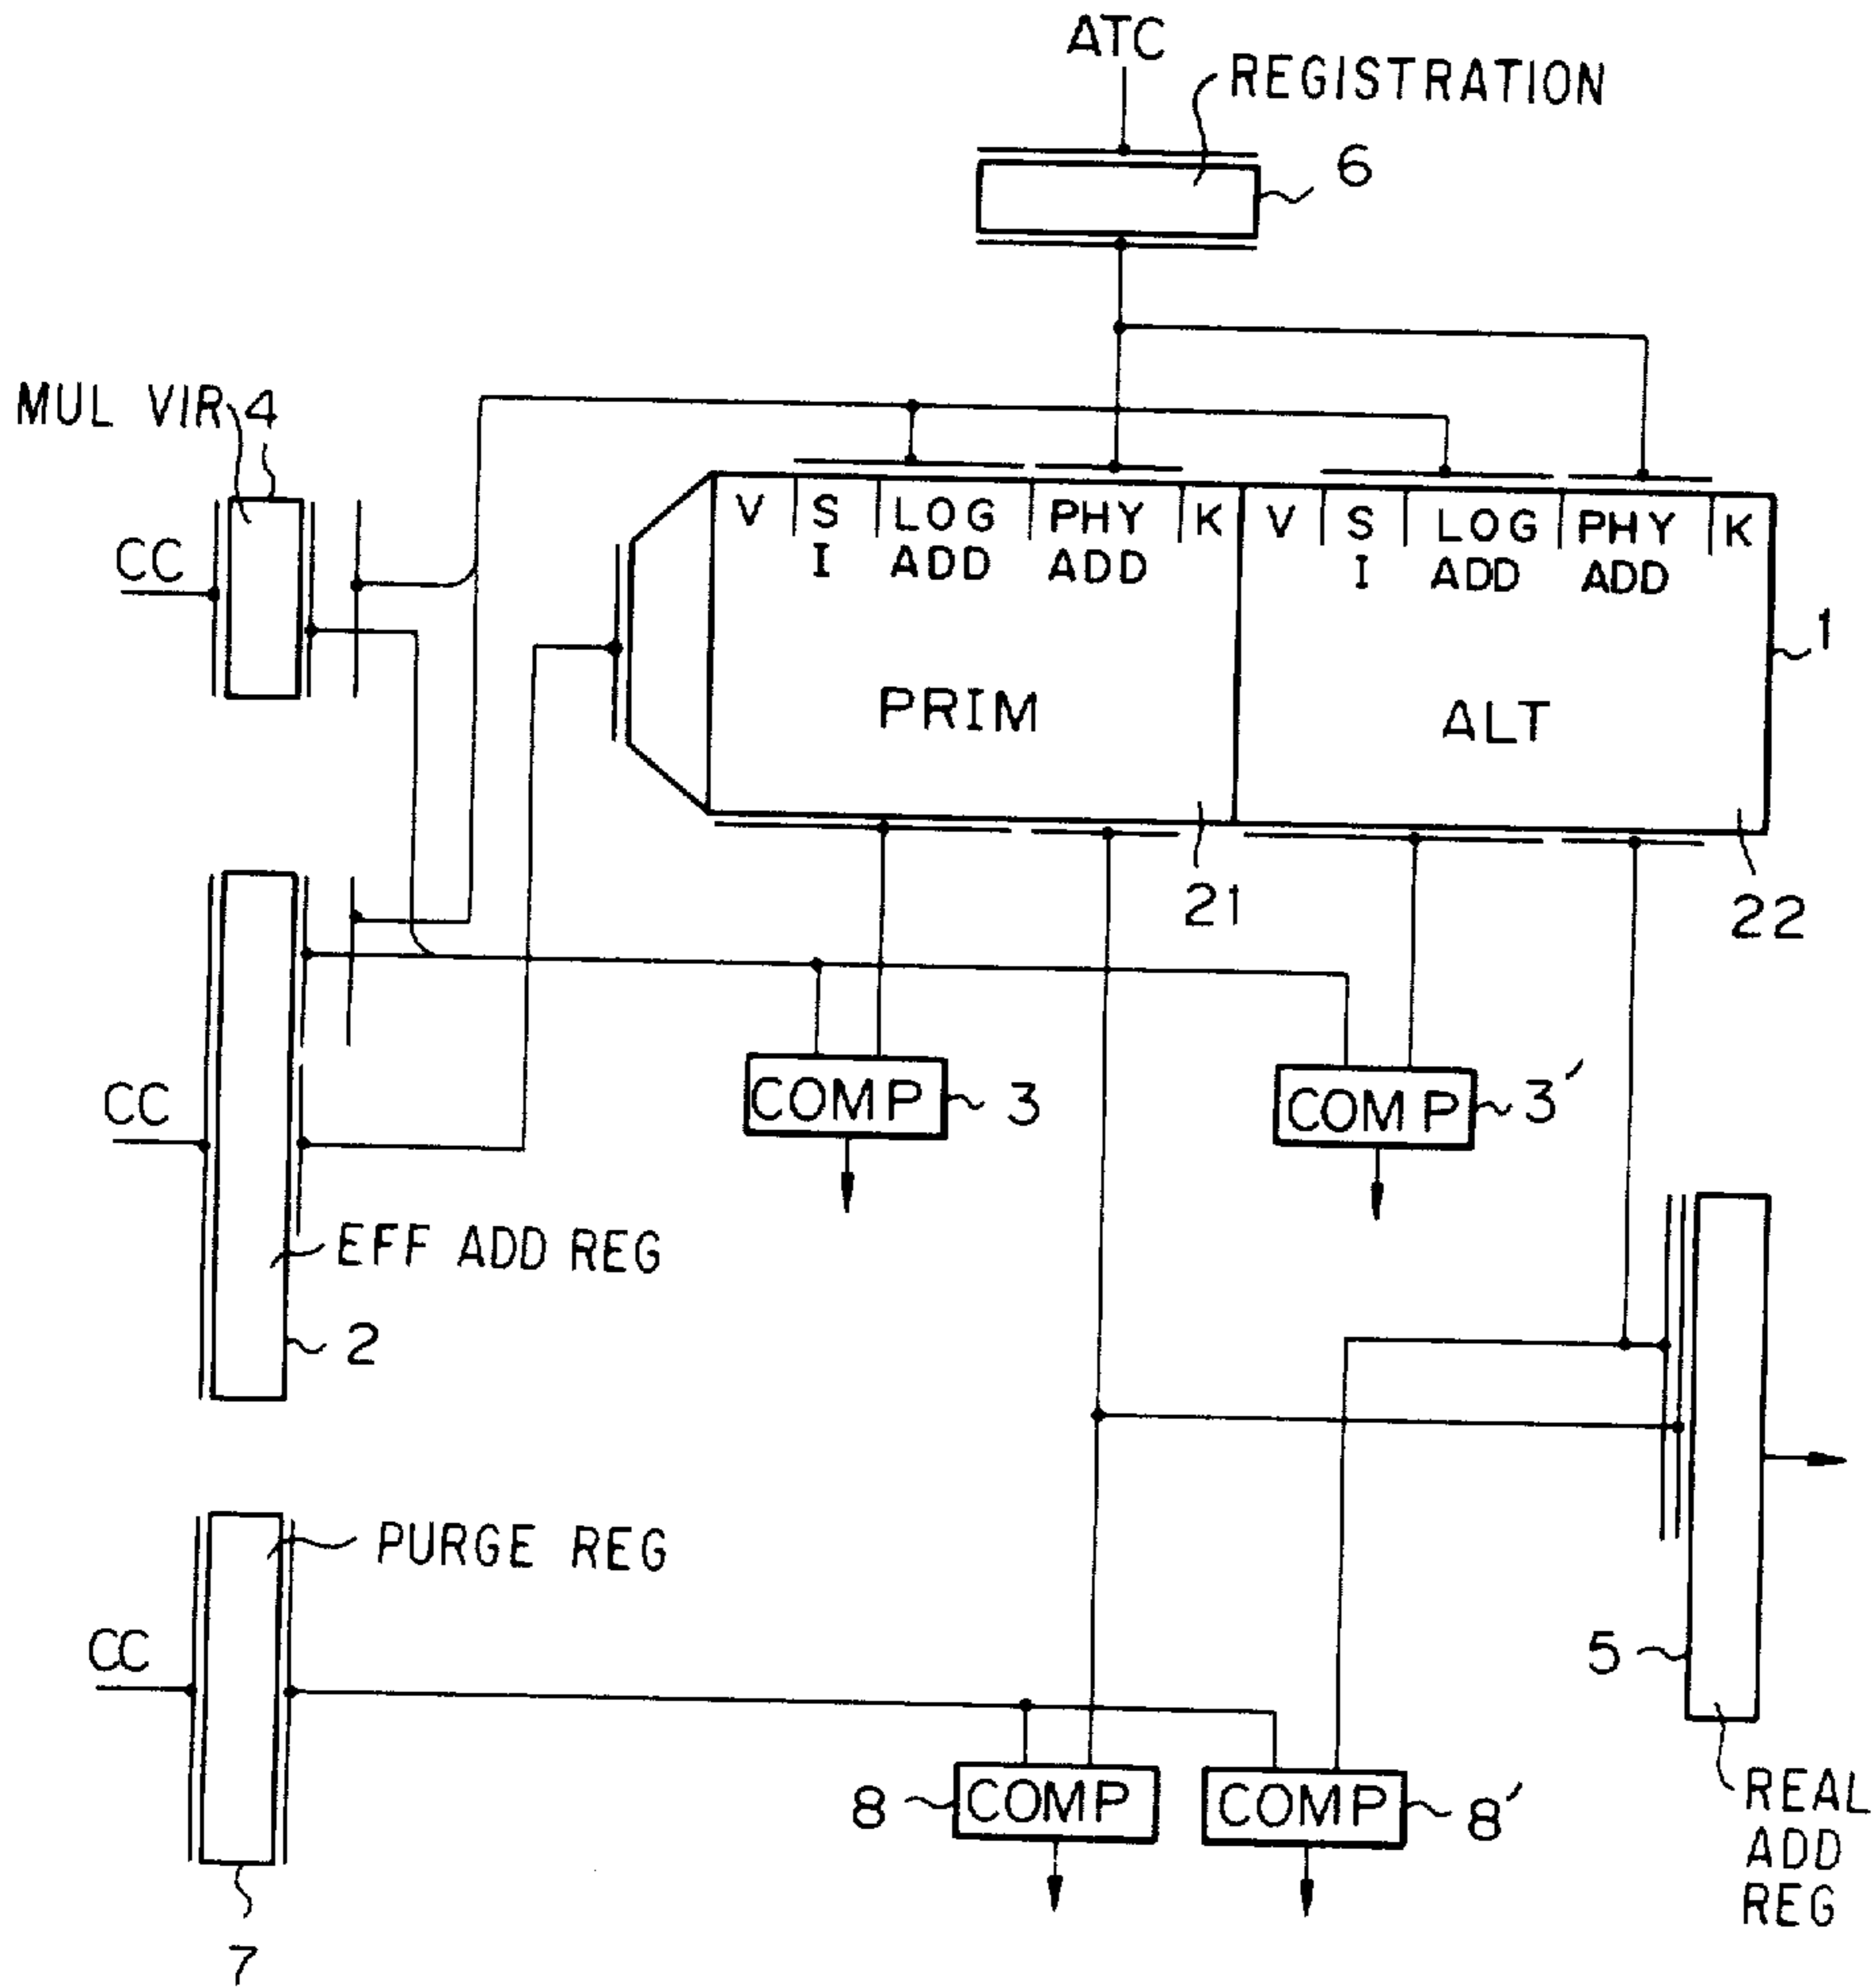 ATC
REGISTRATION
6
MUL VIR
4
CC
V
S
I
LOG
ADD
PHY
ADD
K
V
S
I
LOG
ADD
PHY
ADD
K
1
PRIM
ALT
21
22
CC
COMP
3
COMP
3'
EFF ADD REG
2
PURGE REG
CC
5
COMP
8
COMP
8'
REAL
ADD
REG
7